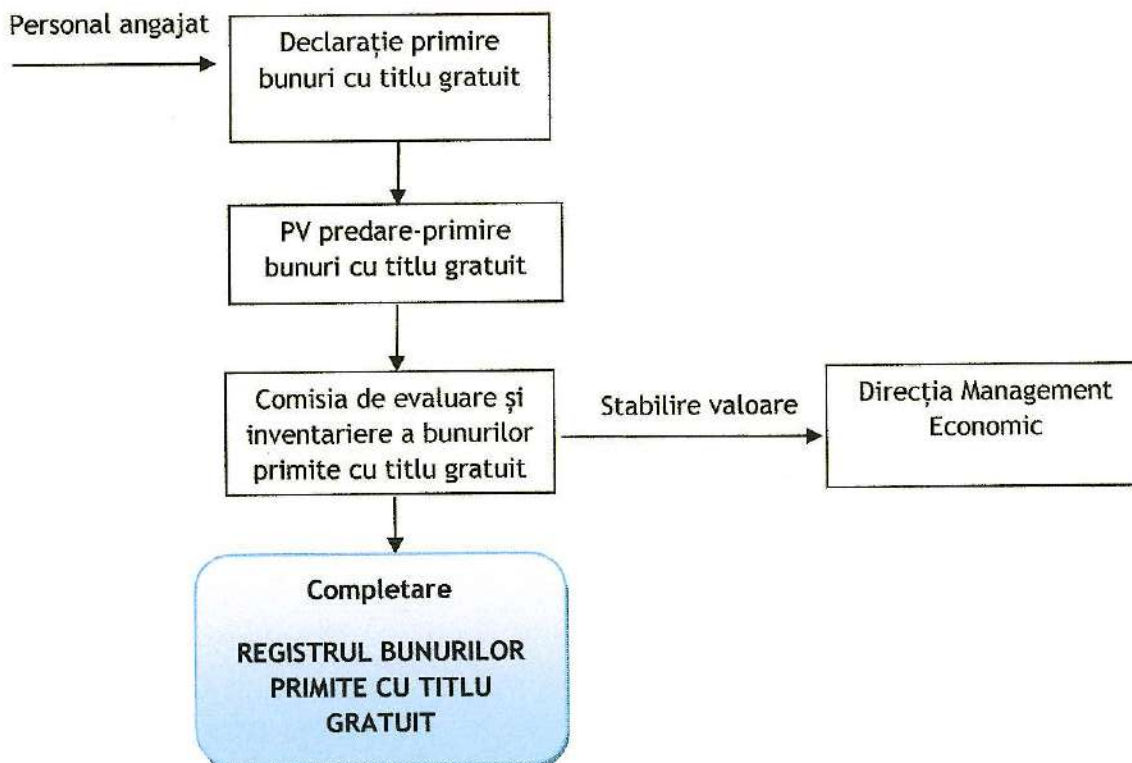 Personal angajat
Declarație primire
bunuri cu titlu gratuit
PV predare-primire
bunuri cu titlu gratuit
Comisia de evaluare și
inventariere a bunurilor
primite cu titlu gratuit
Stabilire valoare
Direcția Management
Economic
Completare
REGISTRUL BUNURILOR
PRIMITE CU TITLU
GRATUIT